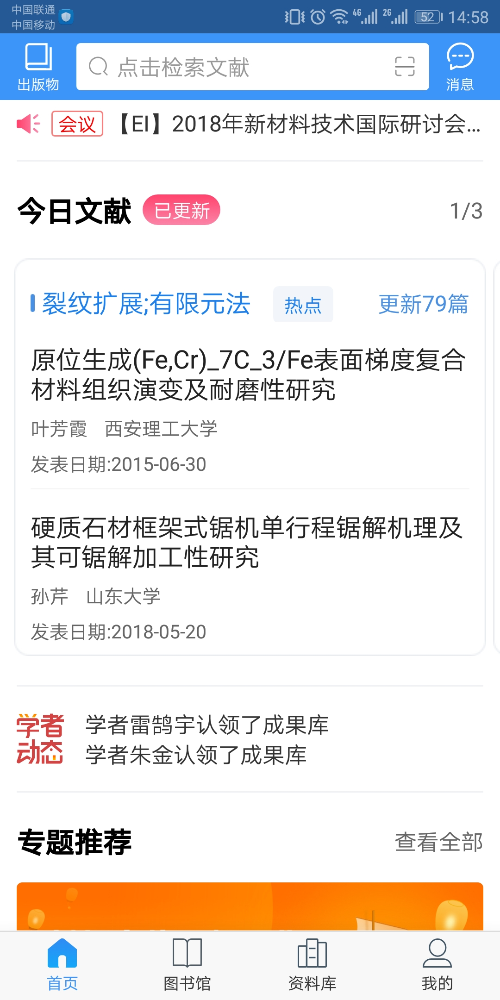 中国联通
中国移动
4G
2G
52
14:58
出版物
点击检索文献
消息
会议
【EI】2018年新材料技术国际研讨会...
今日文献
已更新
1/3
裂纹扩展;有限元法
热点
更新79篇
原位生成(Fe,Cr)_7C_3/Fe表面梯度复合
材料组织演变及耐磨性研究
叶芳霞 西安理工大学
发表日期:2015-06-30
硬质石材框架式锯机单行程锯解机理及
其可锯解加工性研究
孙芹 山东大学
发表日期:2018-05-20
学者
动态
学者雷鹄宇认领了成果库
学者朱金认领了成果库
专题推荐
查看全部
首页
图书馆
资料库
我的